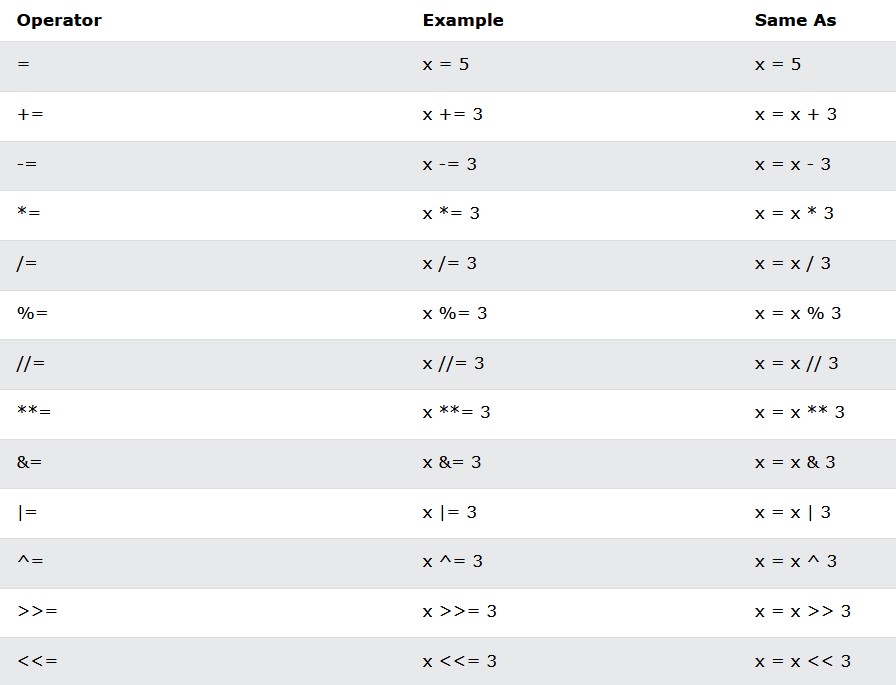 Operator Example Same As
= x = 5 x = 5
+= x += 3 x = x + 3
-= x -= 3 x = x - 3
*= x *= 3 x = x * 3
/= x /= 3 x = x / 3
%= x %= 3 x = x % 3
//= x //= 3 x = x // 3
**= x **= 3 x = x ** 3
&= x &= 3 x = x & 3
|= x |= 3 x = x | 3
^= x ^= 3 x = x ^ 3
>>= x >>= 3 x = x >> 3
<<= x <<= 3 x = x << 3